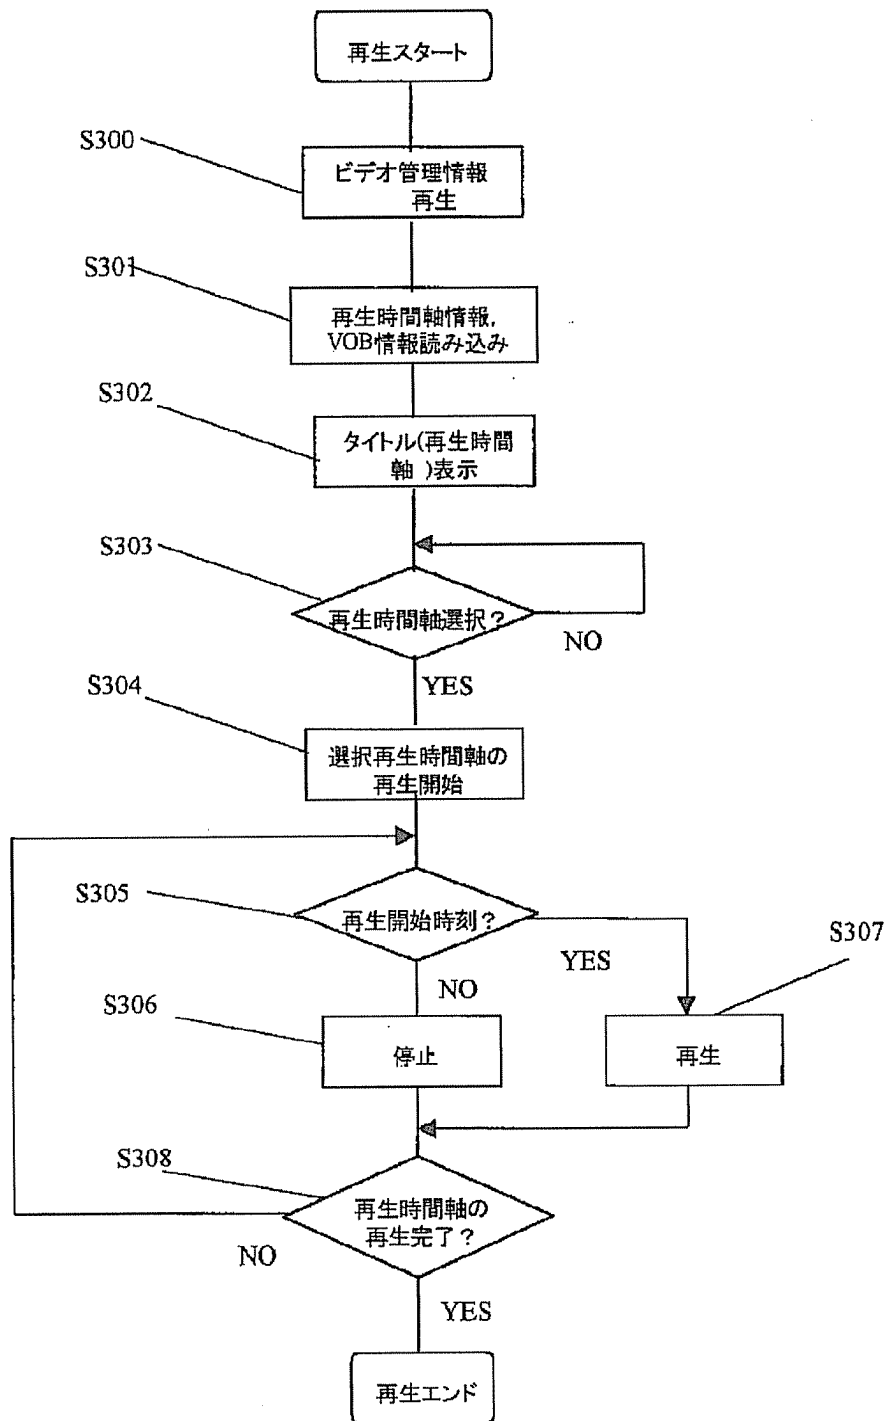 再生スタート
S300
ビデオ管理情報
再生
S301
再生時間軸情報,
VOB情報読み込み
S302
タイトル(再生時間
軸 )表示
S303
再生時間軸選択?
NO
YES
S304
選択再生時間軸の
再生開始
S305
再生開始時刻?
YES
S307
NO
S306
停止
再生
S308
再生時間軸の
再生完了?
NO
YES
再生エンド